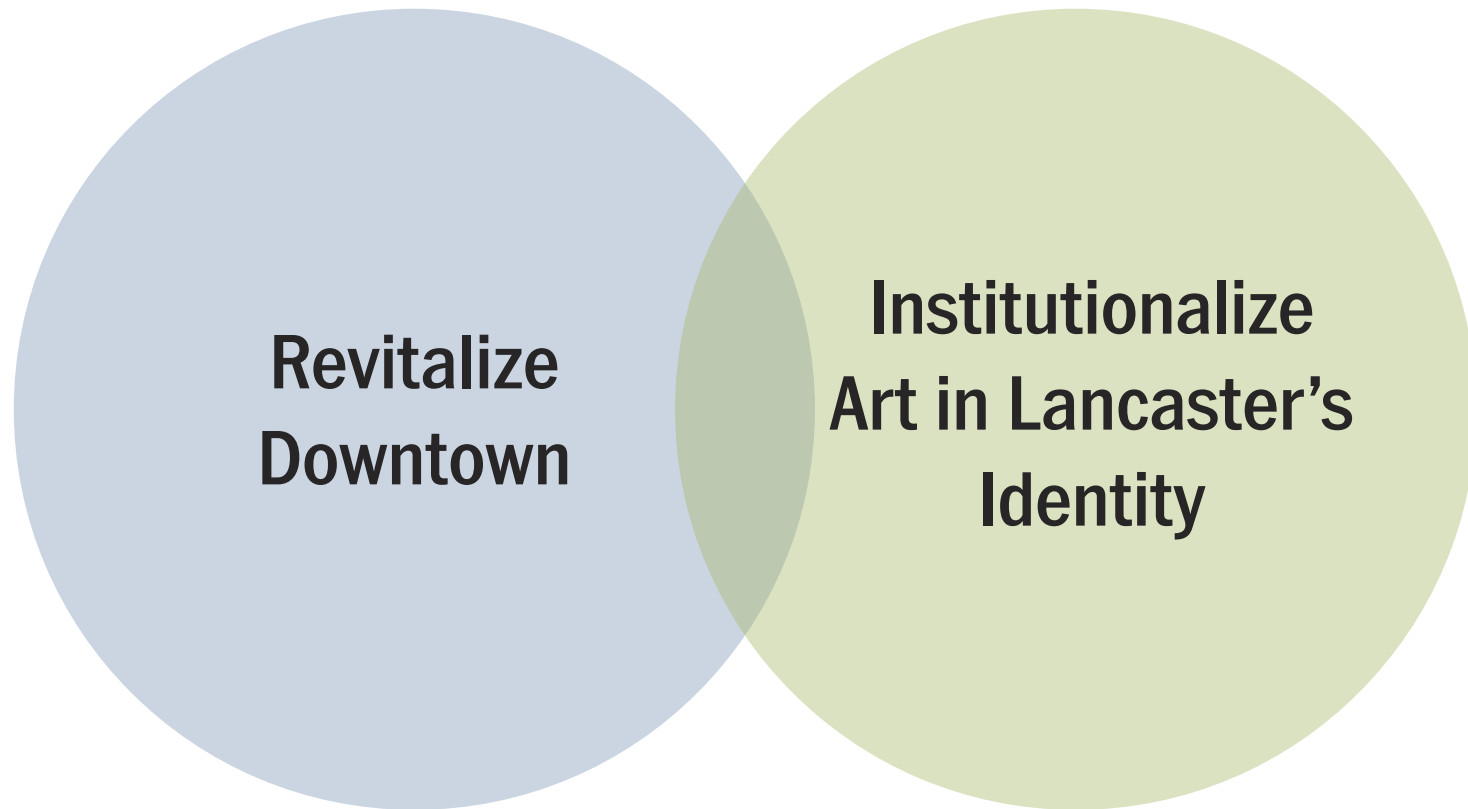 Revitalize
Downtown
Institutionalize
Art in Lancaster’s
Identity